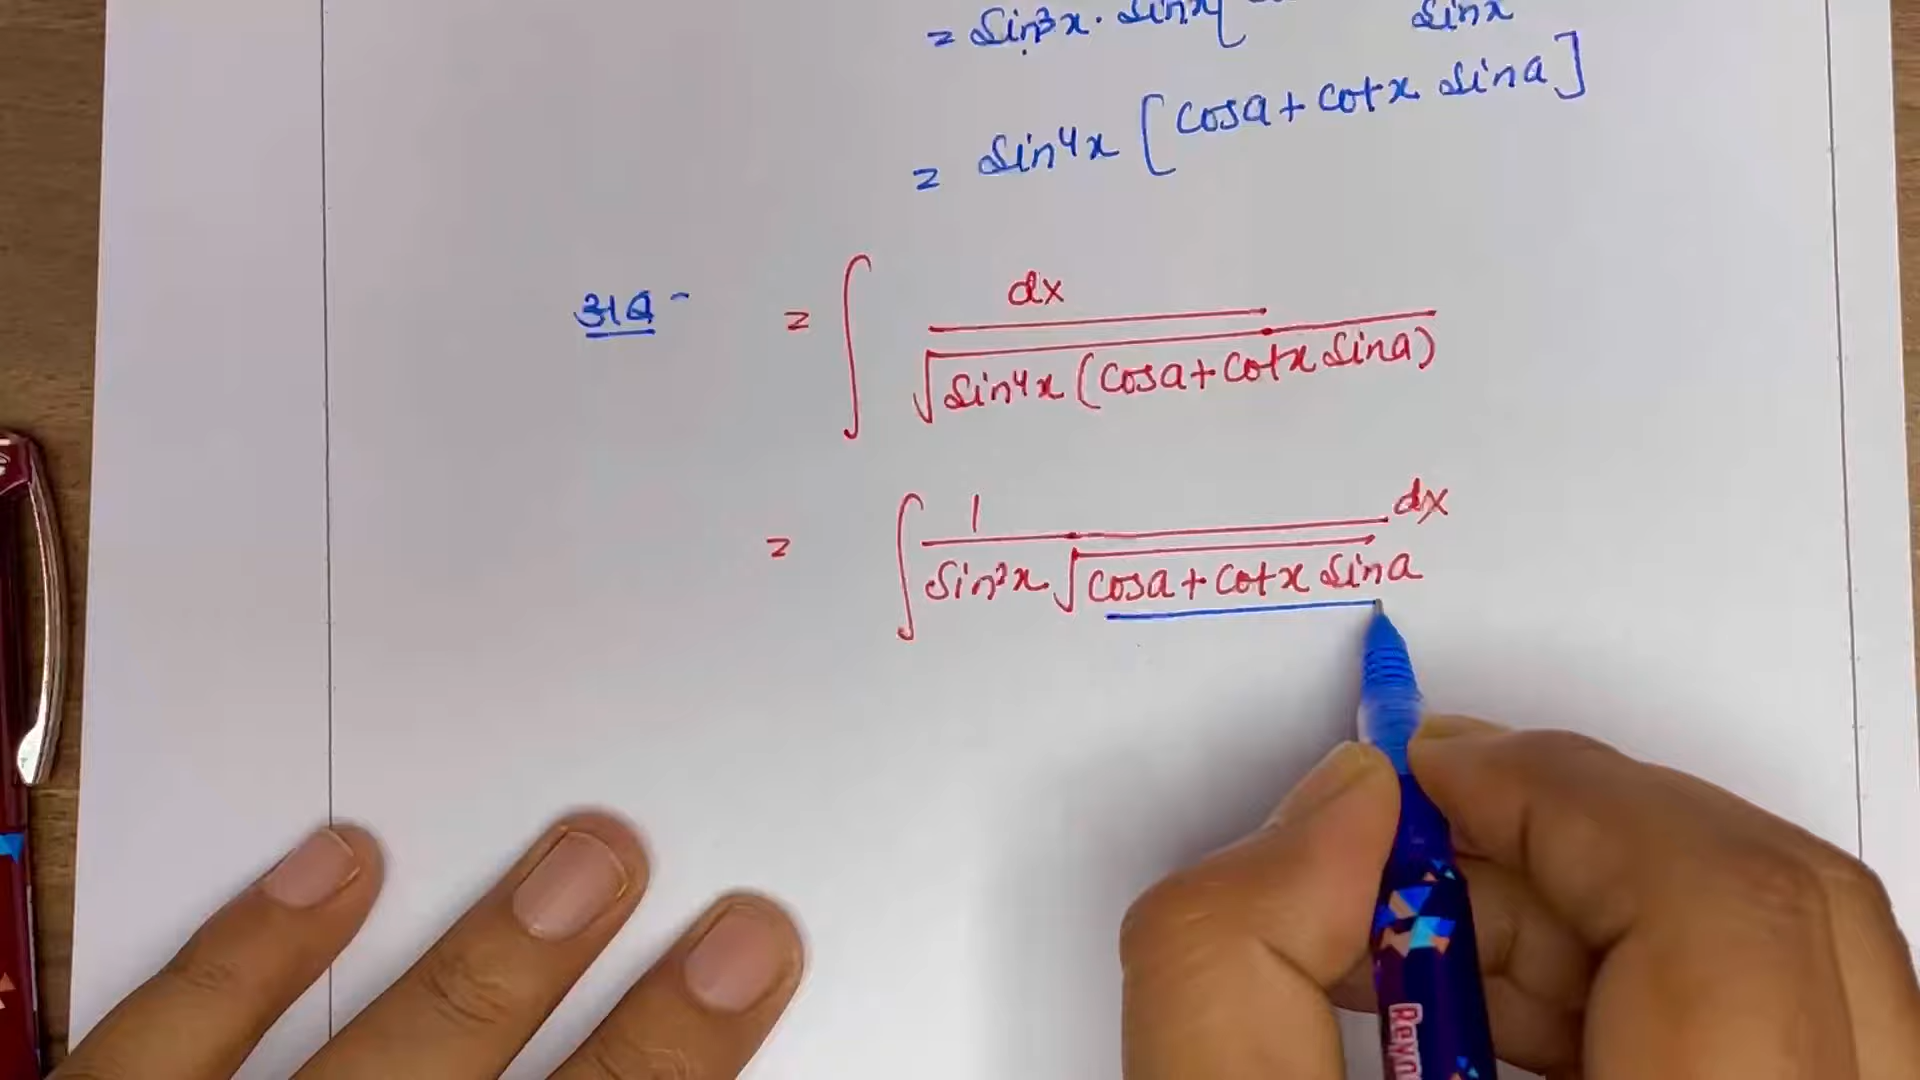 = Sin³x · Sinx[ Sinx
= Sin⁴x [cosa + cotx Sina]
अब - = ∫ dx / √Sin⁴x (cosa + cotx Sina)
= ∫ 1 / Sin²x √cosa + cotx Sina dx
Reyn